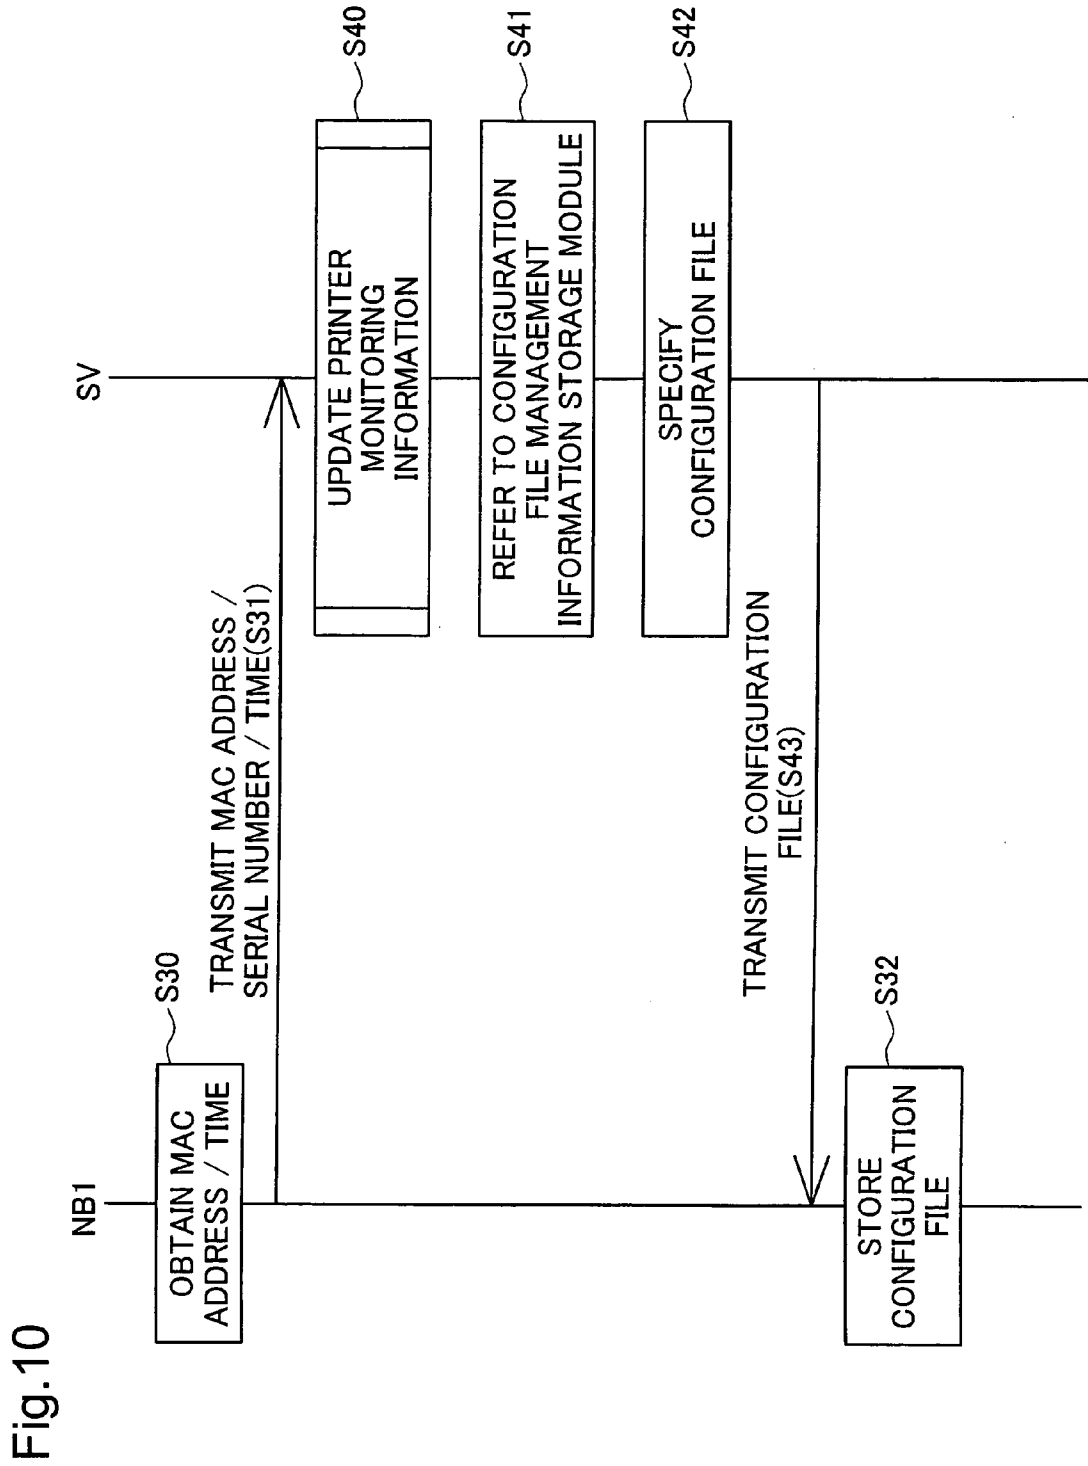 Fig.10
NB1
SV
OBTAIN MAC
ADDRESS / TIME
S30
TRANSMIT MAC ADDRESS /
SERIAL NUMBER / TIME(S31)
UPDATE PRINTER
MONITORING
INFORMATION
S40
REFER TO CONFIGURATION
FILE MANAGEMENT
INFORMATION STORAGE MODULE
S41
SPECIFY
CONFIGURATION FILE
S42
TRANSMIT CONFIGURATION
FILE(S43)
STORE
CONFIGURATION
FILE
S32